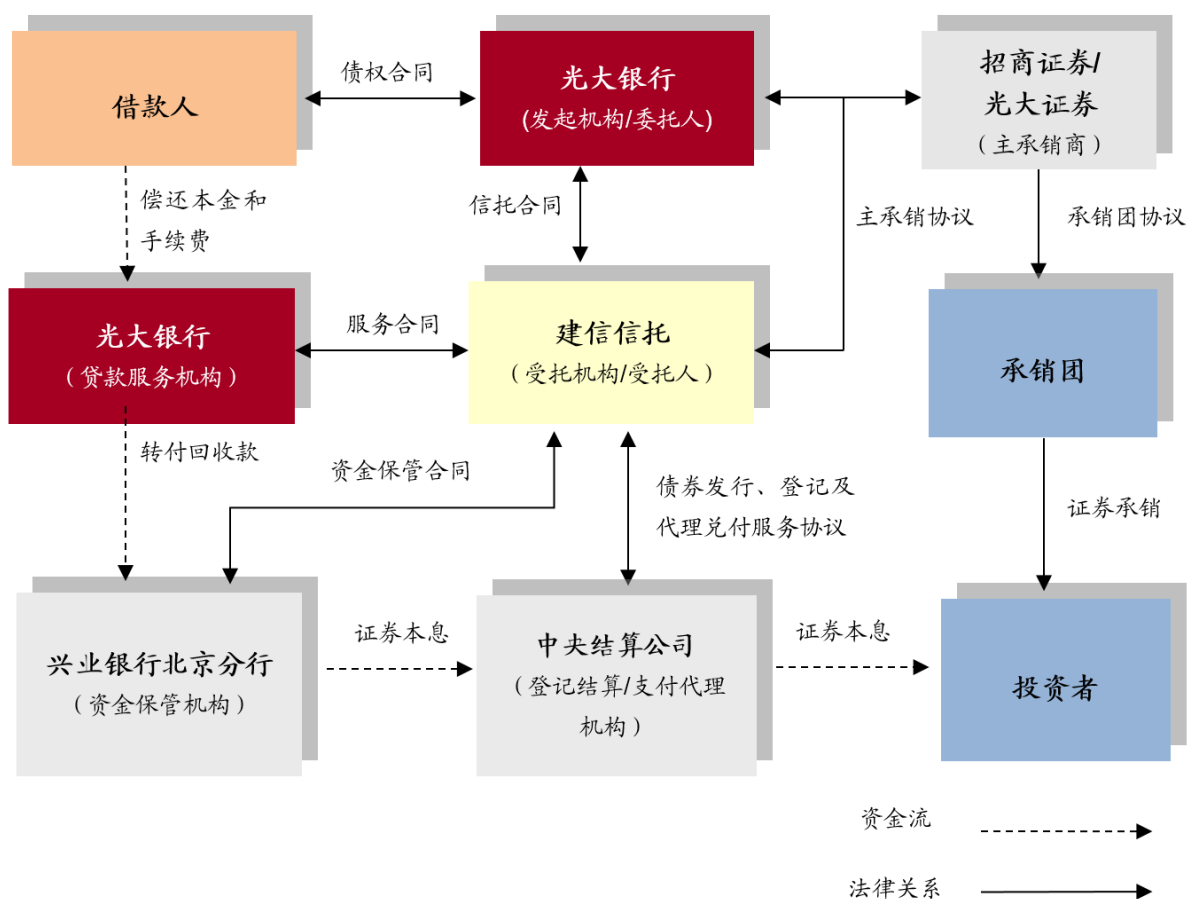 借款人
债权合同
光大银行
(发起机构/委托人)
招商证券/
光大证券
（主承销商）
偿还本金和
手续费
信托合同
主承销协议
承销团协议
光大银行
（贷款服务机构）
服务合同
建信信托
（受托机构/受托人）
承销团
转付回收款
资金保管合同
债券发行、登记及
代理兑付服务协议
证券承销
兴业银行北京分行
（资金保管机构）
证券本息
中央结算公司
（登记结算/支付代理
机构）
证券本息
投资者
资金流
法律关系